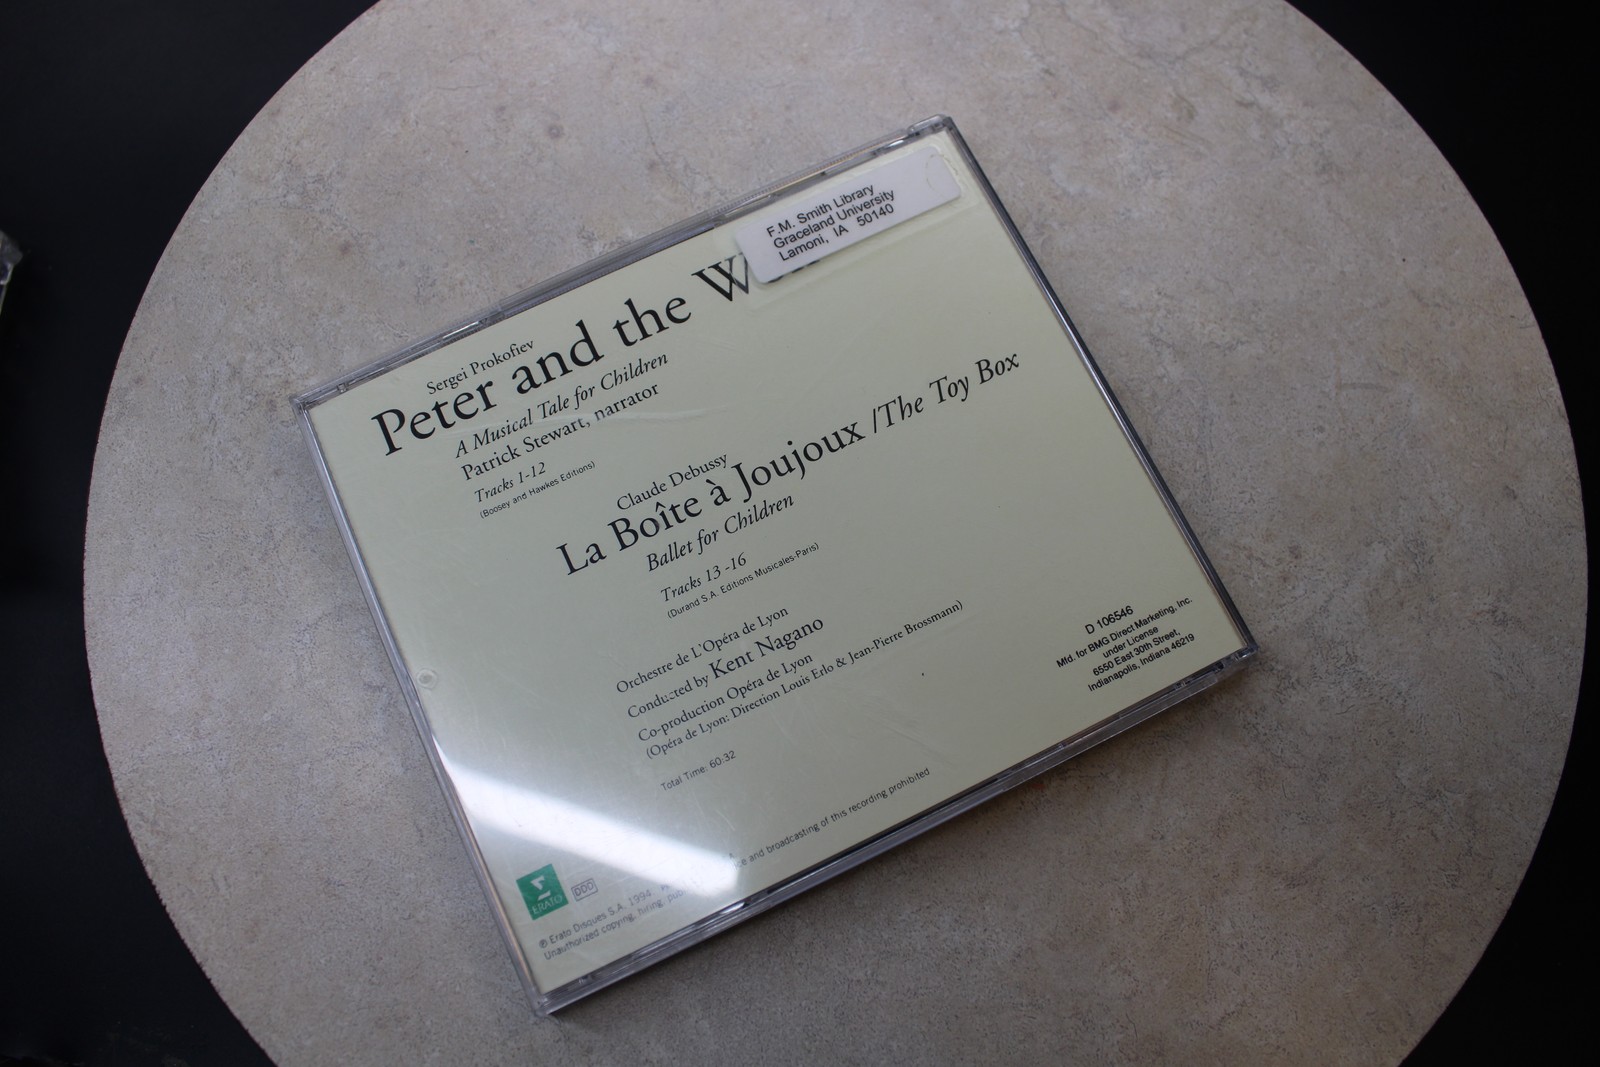 F.M. Smith Library
Graceland University
Lamoni, IA 50140
Sergei Prokofiev
Peter and the
A Musical Tale for Children
Patrick Stewart, narrator
Tracks 1-12
(Boosey and Hawkes Editions)
Claude Debussy
La Boîte à Joujoux /The Toy Box
Ballet for Children
Tracks 13 -16
(Durand S.A. Editions Musicales-Paris)
Orchestre de L'Opéra de Lyon
Conducted by Kent Nagano
Co-production Opéra de Lyon
(Opéra de Lyon: Direction Louis Erlo & Jean-Pierre Brossmann)
Total Time: 60:32
D 106546
Mfd. for BMG Direct Marketing, Inc.
under License
6550 East 30th Street,
Indianapolis, Indiana 46219
ERATO
DDD
℗ Erato Disques S.A. 1994.
Unauthorized copying, hiring, and broadcasting of this recording prohibited